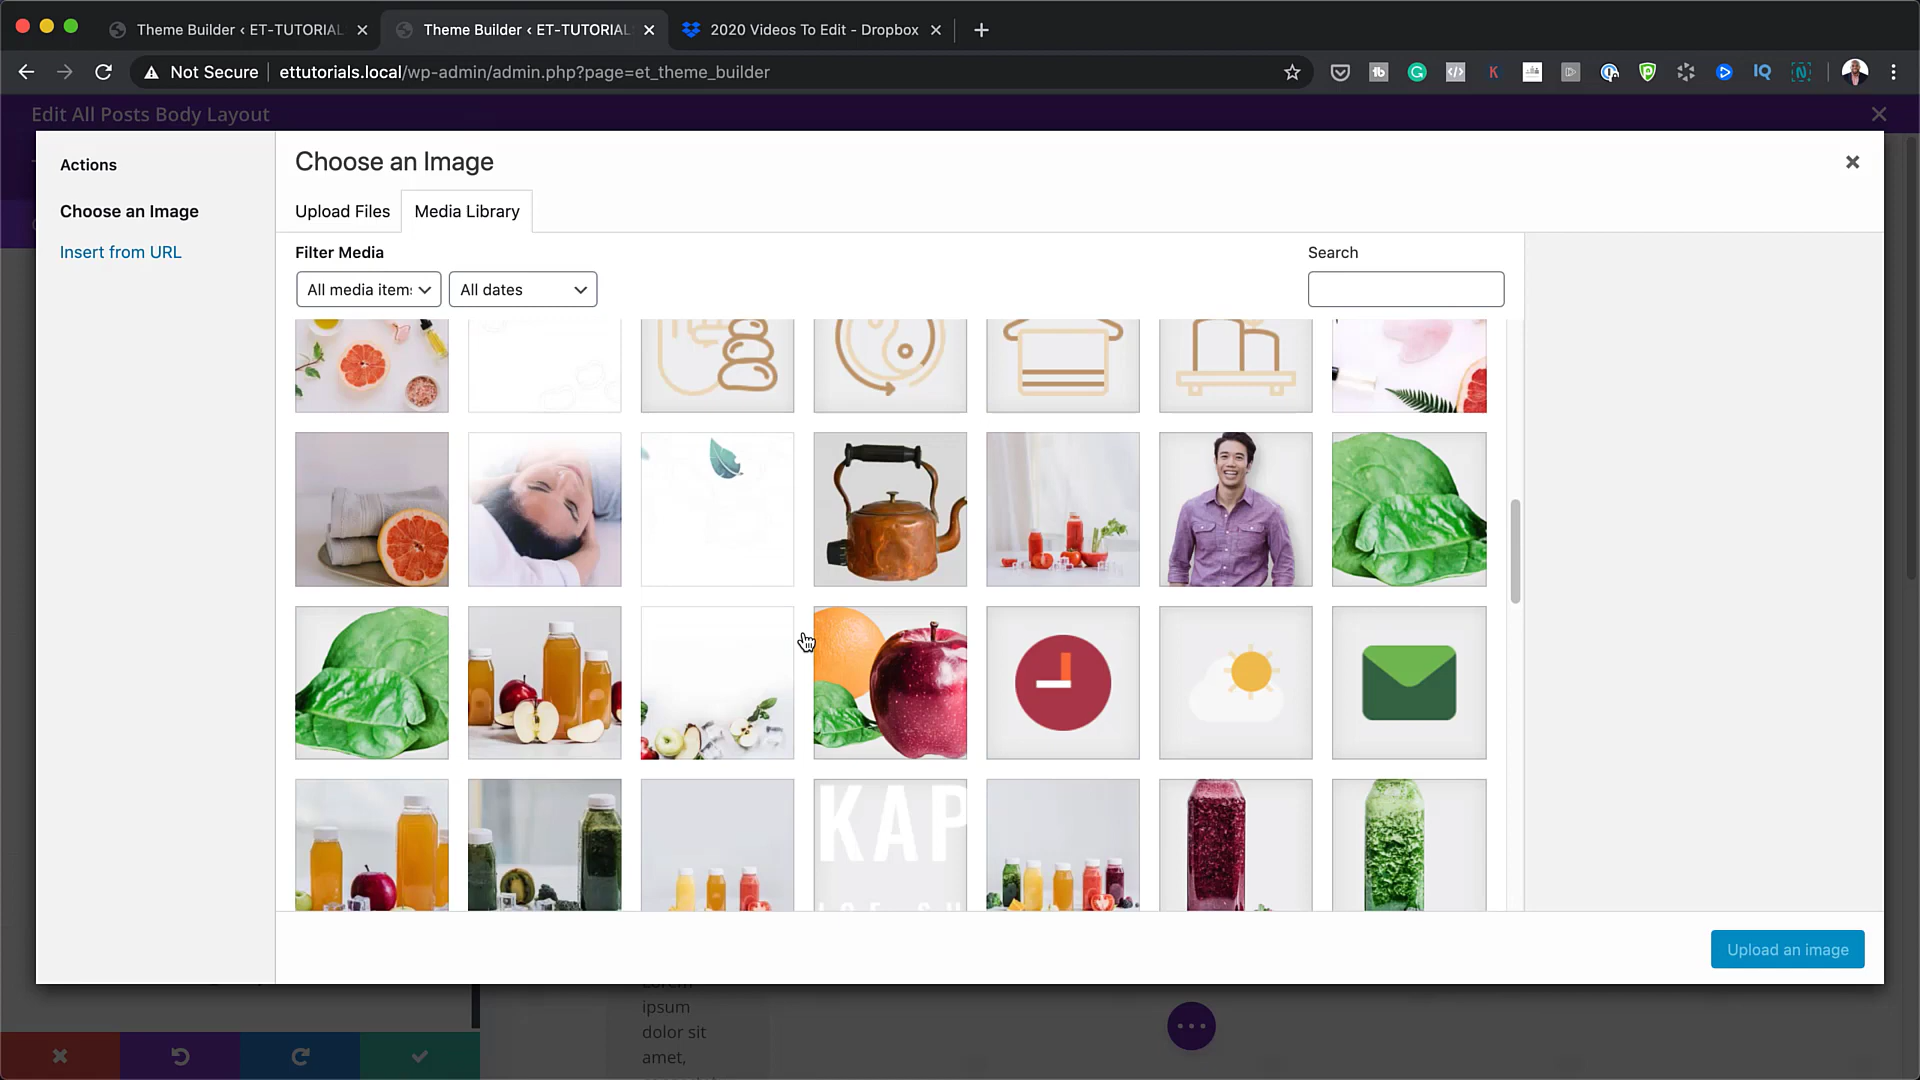 Theme Builder ‹ ET-TUTORIAL
Theme Builder ‹ ET-TUTORIAL
2020 Videos To Edit - Dropbox
Not Secure
ettutorials.local/wp-admin/admin.php?page=et_theme_builder
Edit All Posts Body Layout
Actions
Choose an Image
Insert from URL
Choose an Image
Upload Files
Media Library
Filter Media
All media item
All dates
Search
KAP
Upload an image
ipsum
dolor sit
amet,